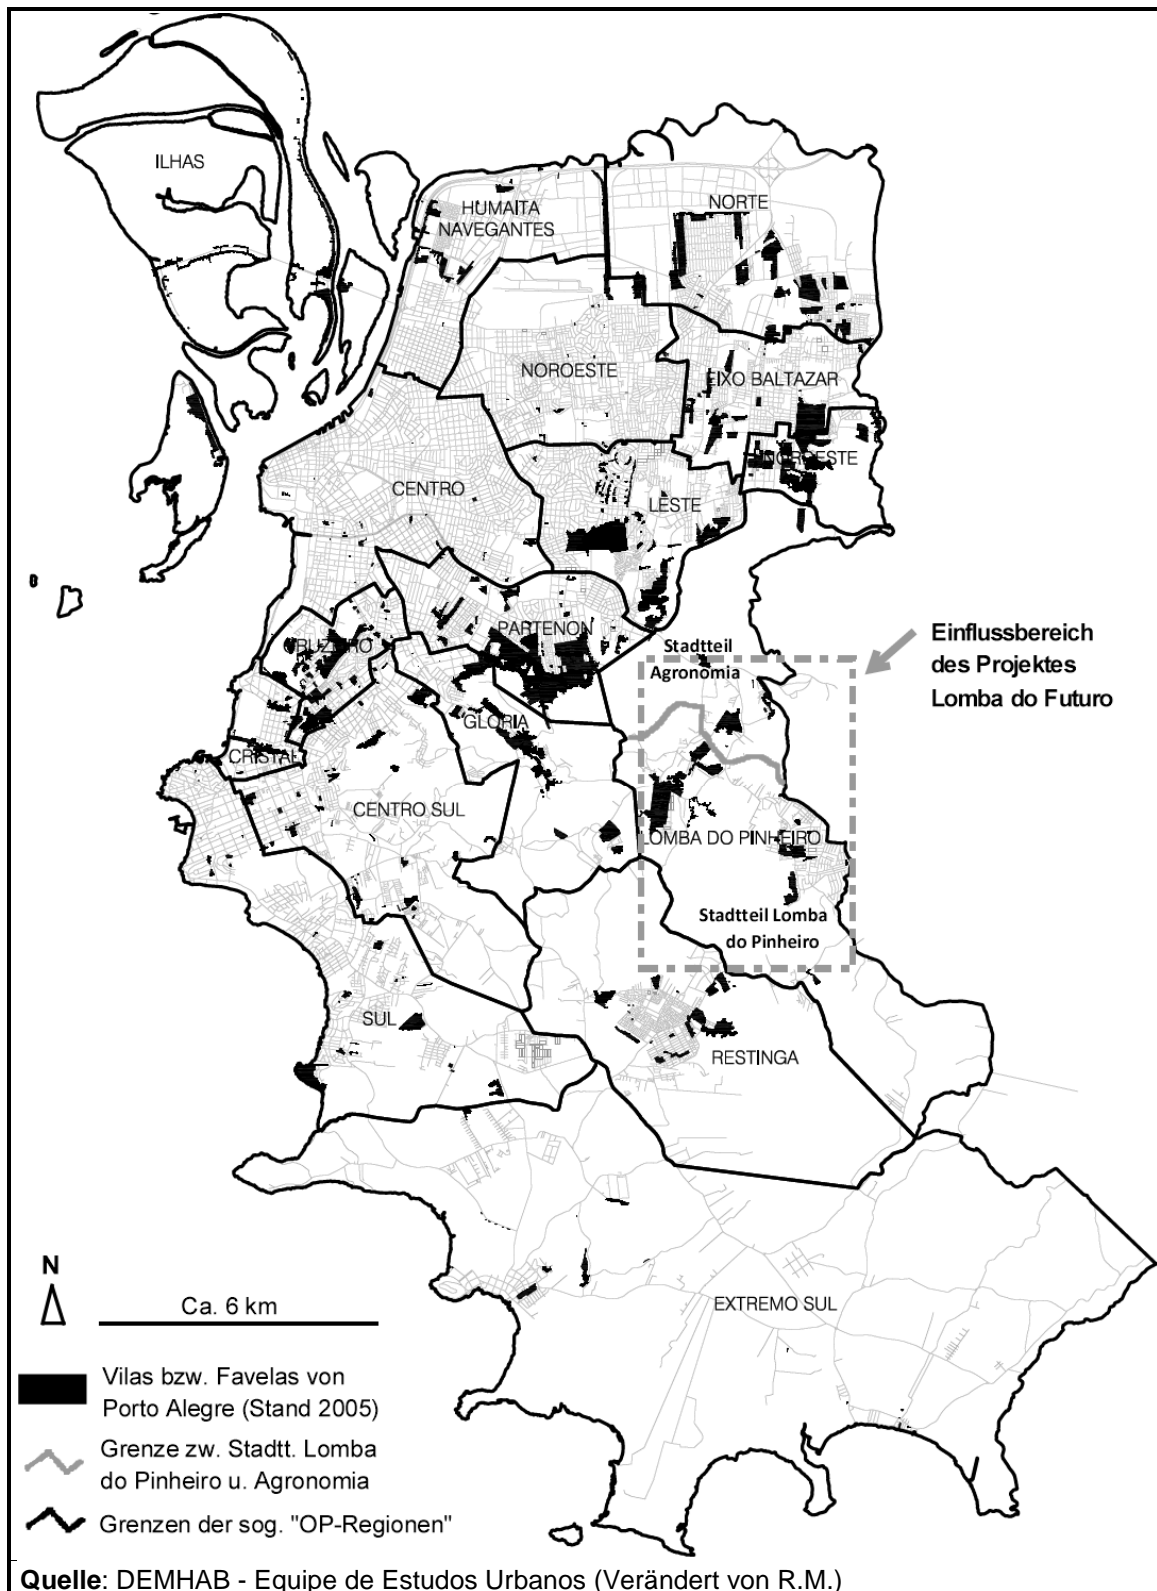 ILHAS
HUMAITA
NAVEGANTES
NORTE
NOROESTE
EIXO BALTAZAR
NOROESTE
CENTRO
LESTE
PARTENON
CRUZEIRO
Stadtteil
Agronomia
Einflussbereich
des Projektes
Lomba do Futuro
GLORIA
CRISTAL
CENTRO SUL
LOMBA DO PINHEIRO
Stadtteil Lomba
do Pinheiro
SUL
RESTINGA
EXTREMO SUL
N
Ca. 6 km
Vilas bzw. Favelas von
Porto Alegre (Stand 2005)
Grenze zw. Stadtt. Lomba
do Pinheiro u. Agronomia
Grenzen der sog. "OP-Regionen"
Quelle: DEMHAB - Equipe de Estudos Urbanos (Verändert von R.M.)